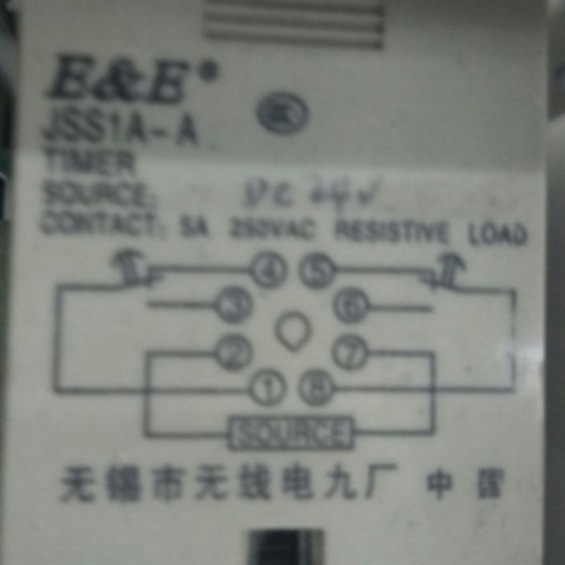 E&E®
JSS1A-A
TIMER
SOURCE: DC 24V
CONTACT: 5A 250VAC RESISTIVE LOAD
④ ⑤
③ ⑥
② ⑦
① ⑧
SOURCE
无锡市无线电九厂 中国